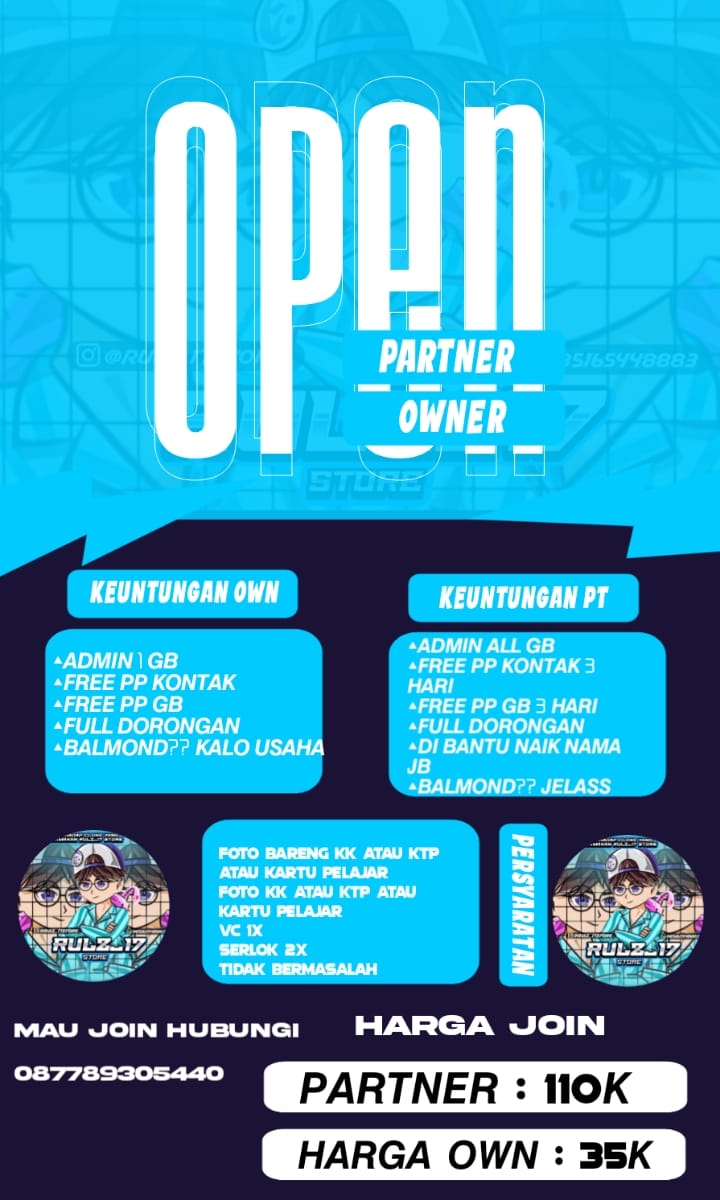 Open
PARTNER
OWNER
STORE
KEUNTUNGAN OWN
▲ADMIN 1 GB
▲FREE PP KONTAK
▲FREE PP GB
▲FULL DORONGAN
▲BALMOND?? KALO USAHA
KEUNTUNGAN PT
▲ADMIN ALL GB
▲FREE PP KONTAK 3
HARI
▲FREE PP GB 3 HARI
▲FULL DORONGAN
▲DI BANTU NAIK NAMA
JB
▲BALMOND?? JELASS
RULZ_17
STORE
FOTO BARENG KK ATAU KTP
ATAU KARTU PELAJAR
FOTO KK ATAU KTP ATAU
KARTU PELAJAR
VC 1X
SERLOK 2X
TIDAK BERMASALAH
PERSYARATAN
RULZ_17
STORE
MAU JOIN HUBUNGI
087789305440
HARGA JOIN
PARTNER : 110K
HARGA OWN : 35K